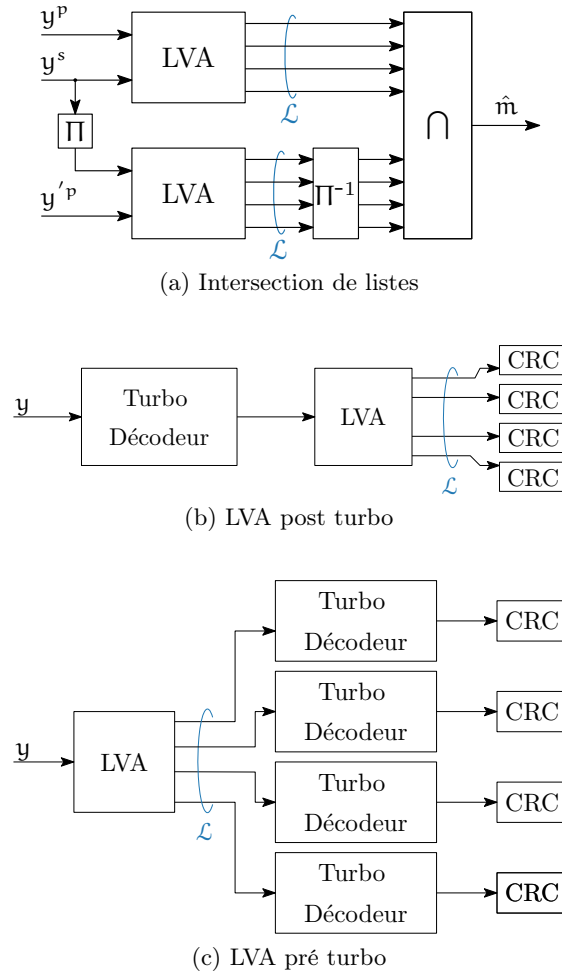 y^p
y^s
LVA
ℒ
∩
m̂
Π
y'^p
LVA
ℒ
Π⁻¹
(a) Intersection de listes
y
Turbo
Décodeur
LVA
ℒ
CRC
CRC
CRC
CRC
(b) LVA post turbo
y
LVA
ℒ
Turbo
Décodeur
CRC
Turbo
Décodeur
CRC
Turbo
Décodeur
CRC
Turbo
Décodeur
CRC
(c) LVA pré turbo